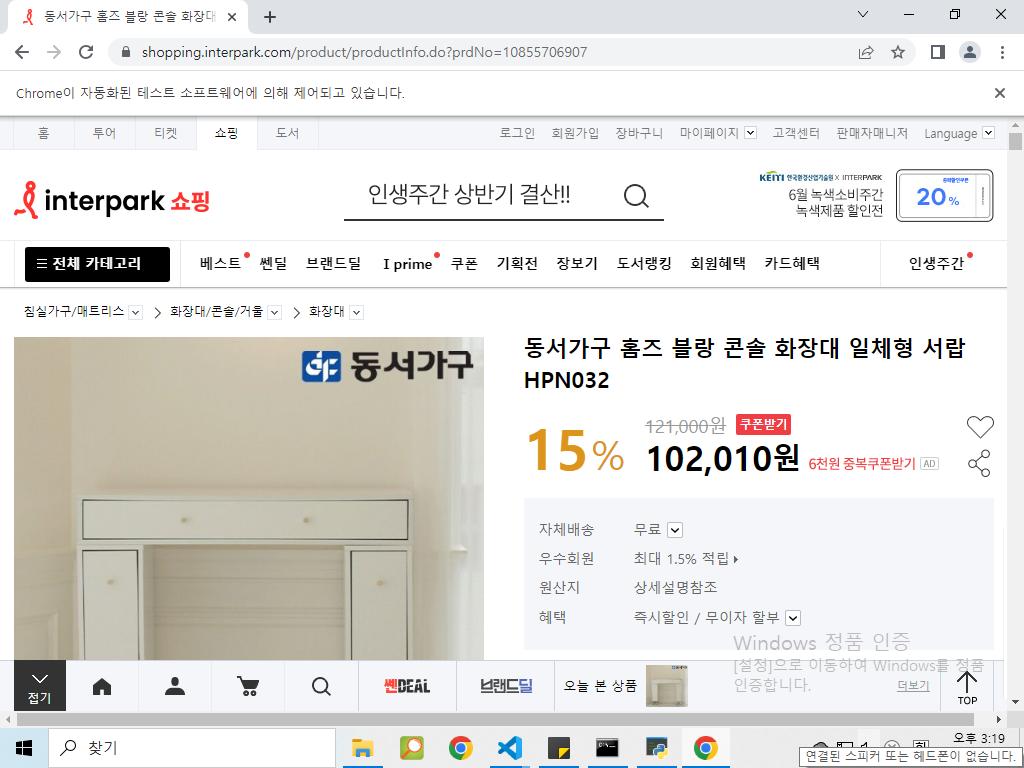 동서가구 홈즈 블랑 콘솔 화장대
shopping.interpark.com/product/productInfo.do?prdNo=10855706907
Chrome이 자동화된 테스트 소프트웨어에 의해 제어되고 있습니다.
홈 투어 티켓 쇼핑 도서 로그인 회원가입 장바구니 마이페이지 고객센터 판매자매니저 Language
KEITI 한국환경산업기술원 X INTERPARK
interpark 쇼핑 인생주간 상반기 결산!! 6월 녹색소비주간
녹색제품 할인전
20%
전체 카테고리 베스트 쎈딜 브랜드딜 I prime 쿠폰 기획전 장보기 도서랭킹 회원혜택 카드혜택 인생주간
침실가구/매트리스 화장대/콘솔/거울 화장대
동서가구
동서가구 홈즈 블랑 콘솔 화장대 일체형 서랍
HPN032
15% 121,000원 쿠폰받기
102,010원 6천원 중복쿠폰받기 AD
자체배송 무료
우수회원 최대 1.5% 적립
원산지 상세설명참조
혜택 즉시할인 / 무이자 할부
Windows 정품 인증
[설정]으로 이동하여 Windows를 정품
인증합니다.
접기 쎈DEAL 브랜드딜 오늘 본 상품 더보기 TOP
찾기 오후 3:19
연결된 스피커 또는 헤드폰이 없습니다.